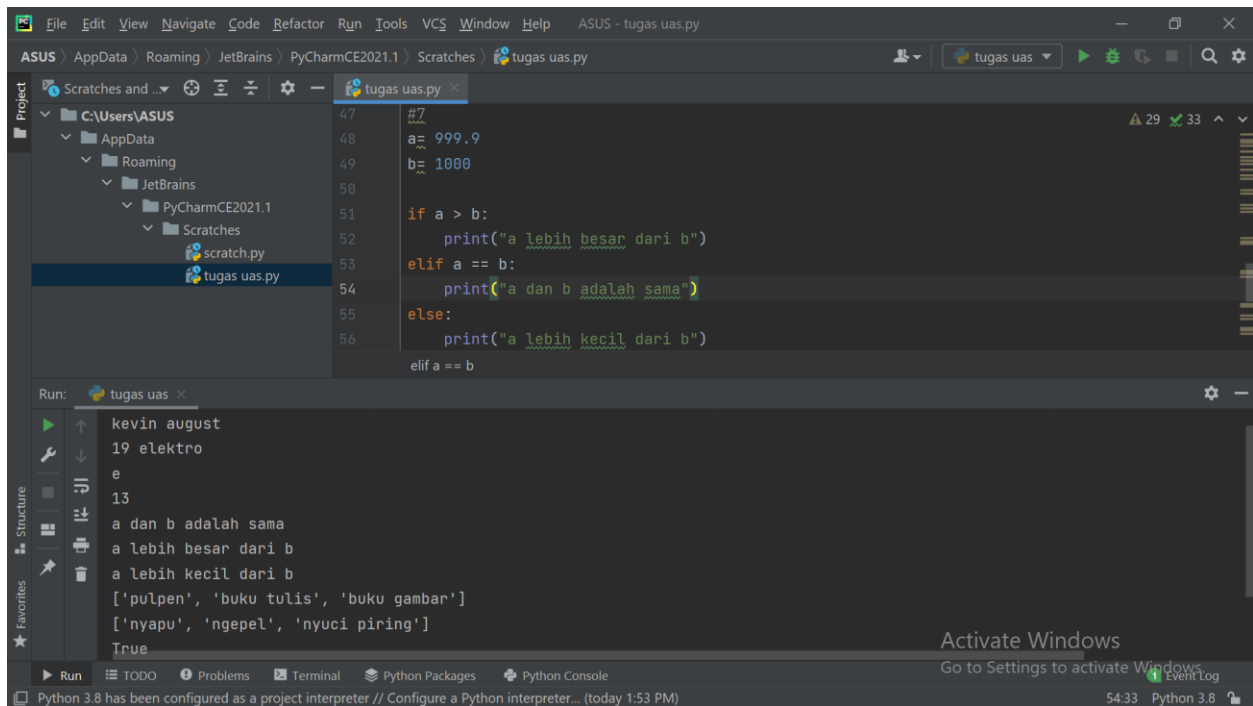 File Edit View Navigate Code Refactor Run Tools VCS Window Help ASUS - tugas uas.py
ASUS 〉 AppData 〉 Roaming 〉 JetBrains 〉 PyCharmCE2021.1 〉 Scratches 〉 tugas uas.py
tugas uas
Project
Scratches and ...
tugas uas.py
C:\Users\ASUS
AppData
Roaming
JetBrains
PyCharmCE2021.1
Scratches
scratch.py
tugas uas.py
29 33
47 #7
48 a= 999.9
49 b= 1000
50
51 if a > b:
52 print("a lebih besar dari b")
53 elif a == b:
54 print("a dan b adalah sama")
55 else:
56 print("a lebih kecil dari b")
elif a == b
Run: tugas uas
kevin august
19 elektro
e
13
a dan b adalah sama
a lebih besar dari b
a lebih kecil dari b
['pulpen', 'buku tulis', 'buku gambar']
['nyapu', 'ngepel', 'nyuci piring']
True
Structure
Favorites
Activate Windows
Go to Settings to activate Windows.
Run TODO Problems Terminal Python Packages Python Console 1 Event Log
Python 3.8 has been configured as a project interpreter // Configure a Python interpreter... (today 1:53 PM) 54:33 Python 3.8